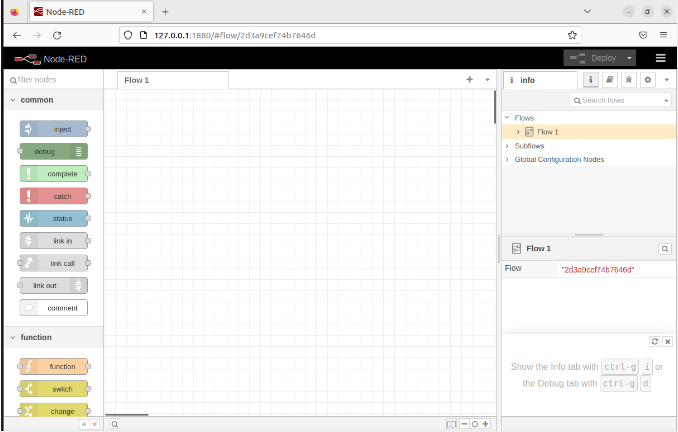 Node-RED
127.0.0.1:1880/#flow/2d3a9cef74b7646d
Node-RED
Deploy
filter nodes
common
inject
debug
complete
catch
status
link in
link call
link out
comment
function
function
switch
change
Flow 1
i info
i
Search flows
Flows
Flow 1
Subflows
Global Configuration Nodes
Flow 1
Flow "2d3a9cef74b7646d"
Show the Info tab with ctrl-g i or
the Debug tab with ctrl-g d